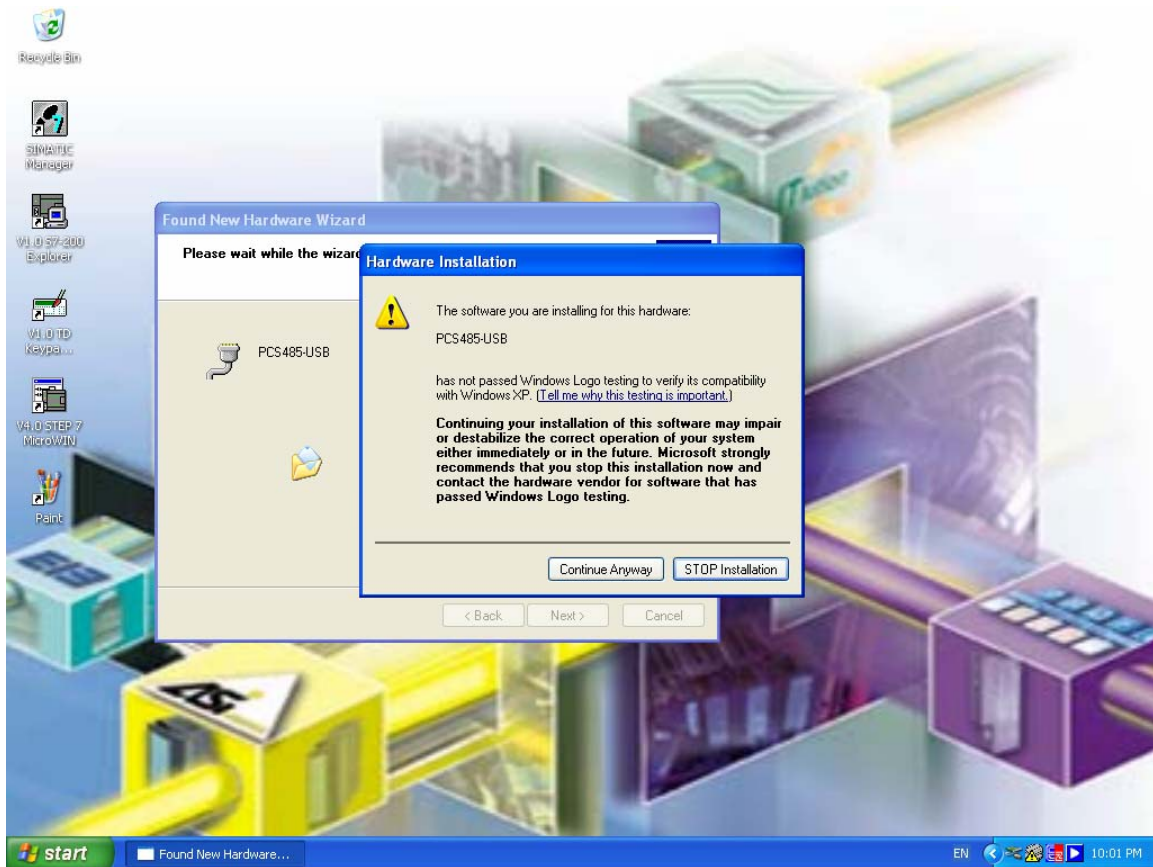 Recycle Bin
SIMATIC
Manager
V1.0 S7-200
Explorer
V1.0 TD
Keypa...
V4.0 STEP 7
MicroWIN
Paint
Found New Hardware Wizard
Please wait while the wizard
PCS485-USB
Hardware Installation
The software you are installing for this hardware:
PCS485-USB
has not passed Windows Logo testing to verify its compatibility
with Windows XP. (Tell me why this testing is important.)
Continuing your installation of this software may impair
or destabilize the correct operation of your system
either immediately or in the future. Microsoft strongly
recommends that you stop this installation now and
contact the hardware vendor for software that has
passed Windows Logo testing.
Continue Anyway STOP Installation
< Back Next > Cancel
EIB
start Found New Hardware... EN 10:01 PM